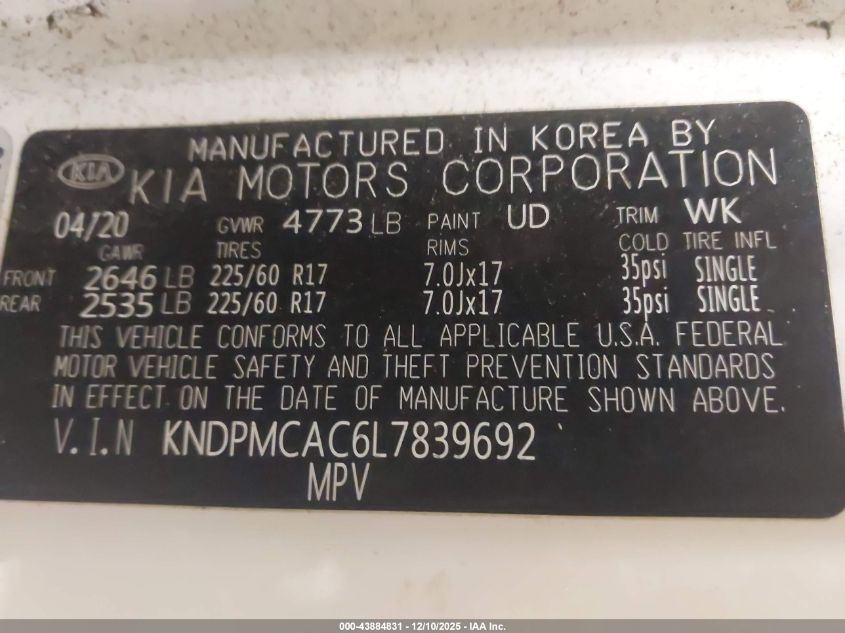 MANUFACTURED IN KOREA BY
KIA KIA MOTORS CORPORATION
04/20 GVWR 4773 LB PAINT UD TRIM WK
GAWR TIRES RIMS COLD TIRE INFL
FRONT 2646 LB 225/60 R17 7.0Jx17 35psi SINGLE
REAR 2535 LB 225/60 R17 7.0Jx17 35psi SINGLE
THIS VEHICLE CONFORMS TO ALL APPLICABLE U.S.A. FEDERAL
MOTOR VEHICLE SAFETY AND THEFT PREVENTION STANDARDS
IN EFFECT ON THE DATE OF MANUFACTURE SHOWN ABOVE.
V.I.N KNDPMCAC6L7839692
MPV
000-43884831 - 12/10/2025 - IAA Inc.